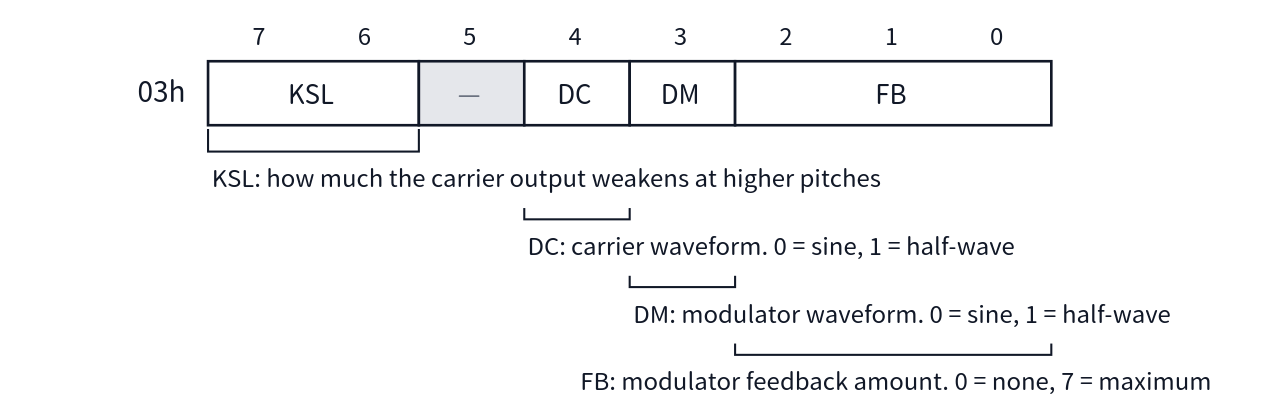 7 6 5 4 3 2 1 0
03h KSL — DC DM FB
KSL: how much the carrier output weakens at higher pitches
DC: carrier waveform. 0 = sine, 1 = half-wave
DM: modulator waveform. 0 = sine, 1 = half-wave
FB: modulator feedback amount. 0 = none, 7 = maximum